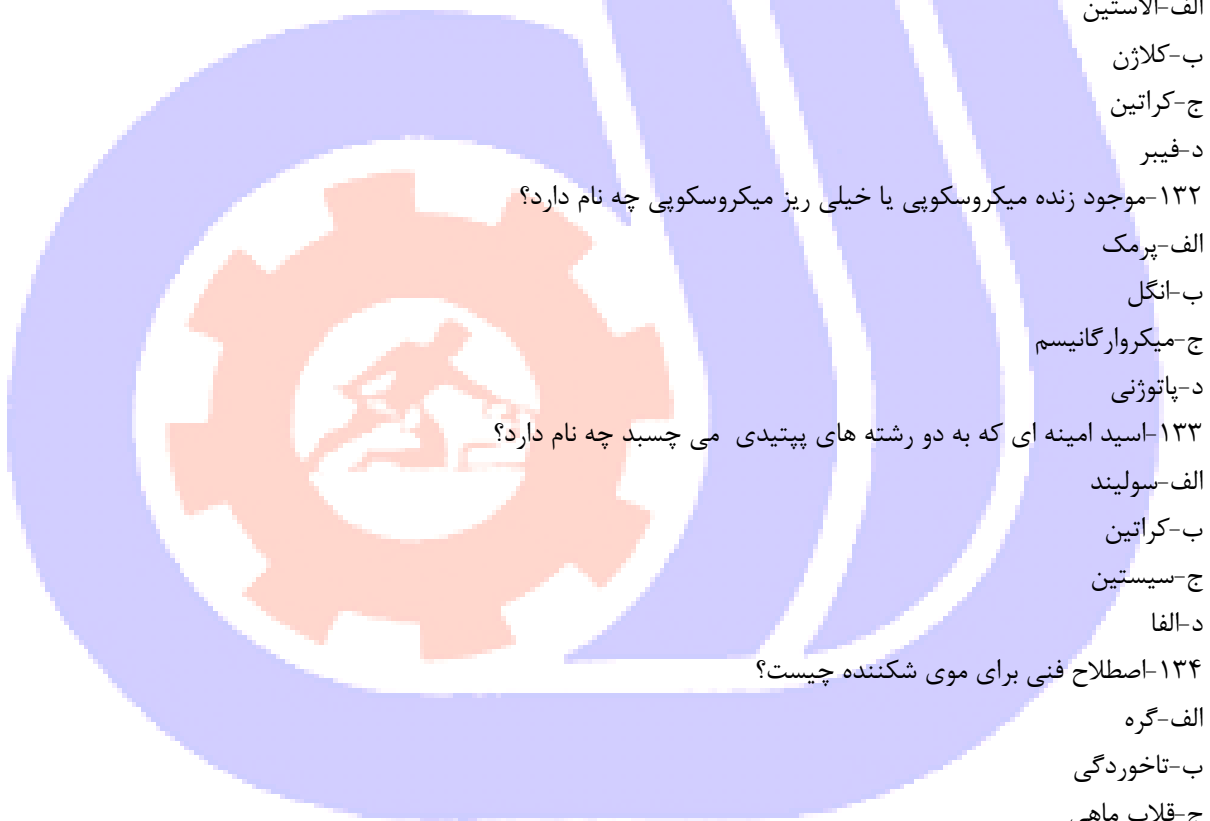 الف-الاستین
ب-کلاژن
ج-کراتین
د-فیبر
۱۳۲-موجود زنده میکروسکوپی یا خیلی ریز میکروسکوپی چه نام دارد؟
الف-پرمک
ب-انگل
ج-میکروارگانیسم
د-پاتوژنی
۱۳۳-اسید امینه ای که به دو رشته های پپتیدی می چسبد چه نام دارد؟
الف-سولیند
ب-کراتین
ج-سیستین
د-الفا
۱۳۴-اصطلاح فنی برای موی شکننده چیست؟
الف-گره
ب-تاخوردگی
ج-قلاب ماهی